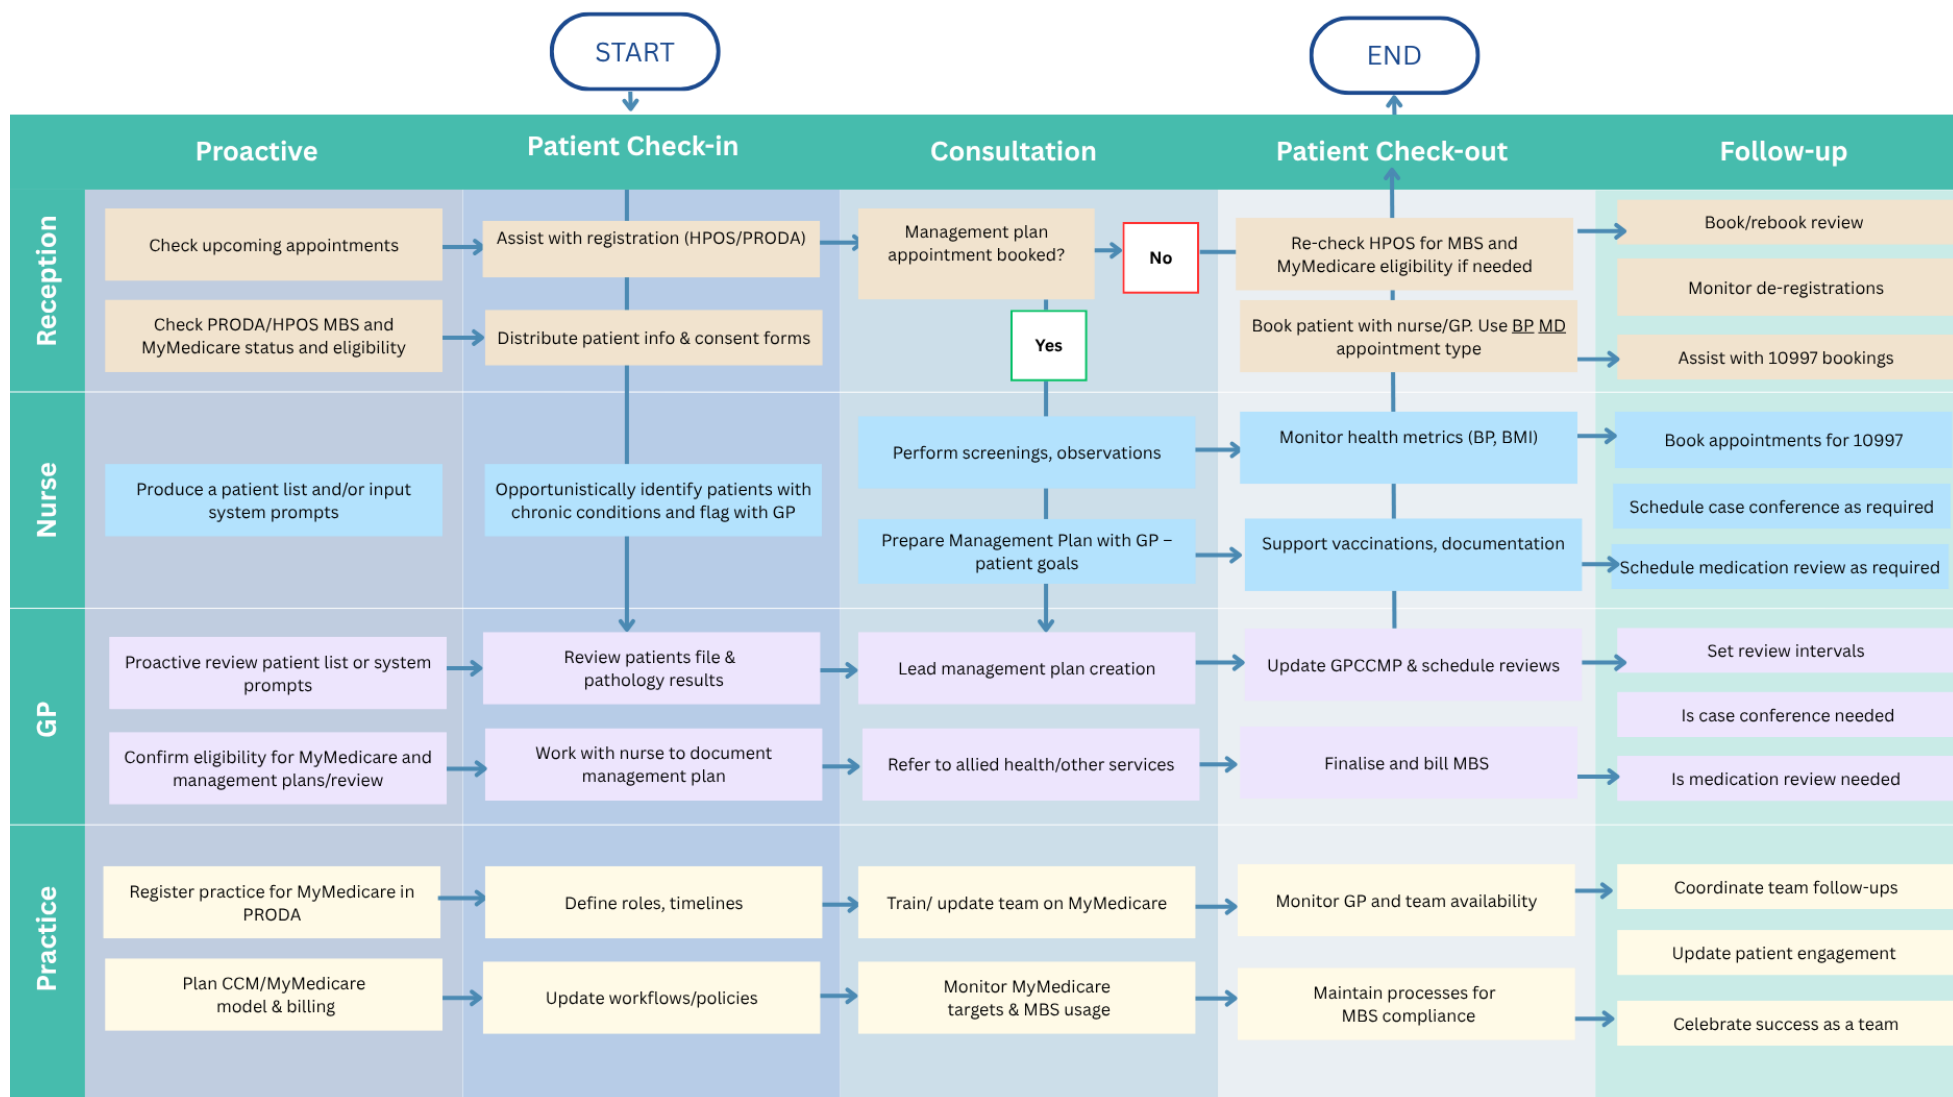 START
END
Proactive
Patient Check-in
Consultation
Patient Check-out
Follow-up
Reception
Check upcoming appointments
Assist with registration (HPOS/PRODA)
Management plan
appointment booked?
No
Re-check HPOS for MBS and
MyMedicare eligibility if needed
Book/rebook review
Monitor de-registrations
Check PRODA/HPOS MBS and
MyMedicare status and eligibility
Distribute patient info & consent forms
Yes
Book patient with nurse/GP. Use BP MD
appointment type
Assist with 10997 bookings
Nurse
Produce a patient list and/or input
system prompts
Opportunistically identify patients with
chronic conditions and flag with GP
Perform screenings, observations
Monitor health metrics (BP, BMI)
Book appointments for 10997
Schedule case conference as required
Prepare Management Plan with GP –
patient goals
Support vaccinations, documentation
Schedule medication review as required
GP
Proactive review patient list or system
prompts
Review patients file &
pathology results
Lead management plan creation
Update GPCCMP & schedule reviews
Set review intervals
Is case conference needed
Confirm eligibility for MyMedicare and
management plans/review
Work with nurse to document
management plan
Refer to allied health/other services
Finalise and bill MBS
Is medication review needed
Practice
Register practice for MyMedicare in
PRODA
Define roles, timelines
Train/ update team on MyMedicare
Monitor GP and team availability
Coordinate team follow-ups
Update patient engagement
Plan CCM/MyMedicare
model & billing
Update workflows/policies
Monitor MyMedicare
targets & MBS usage
Maintain processes for
MBS compliance
Celebrate success as a team